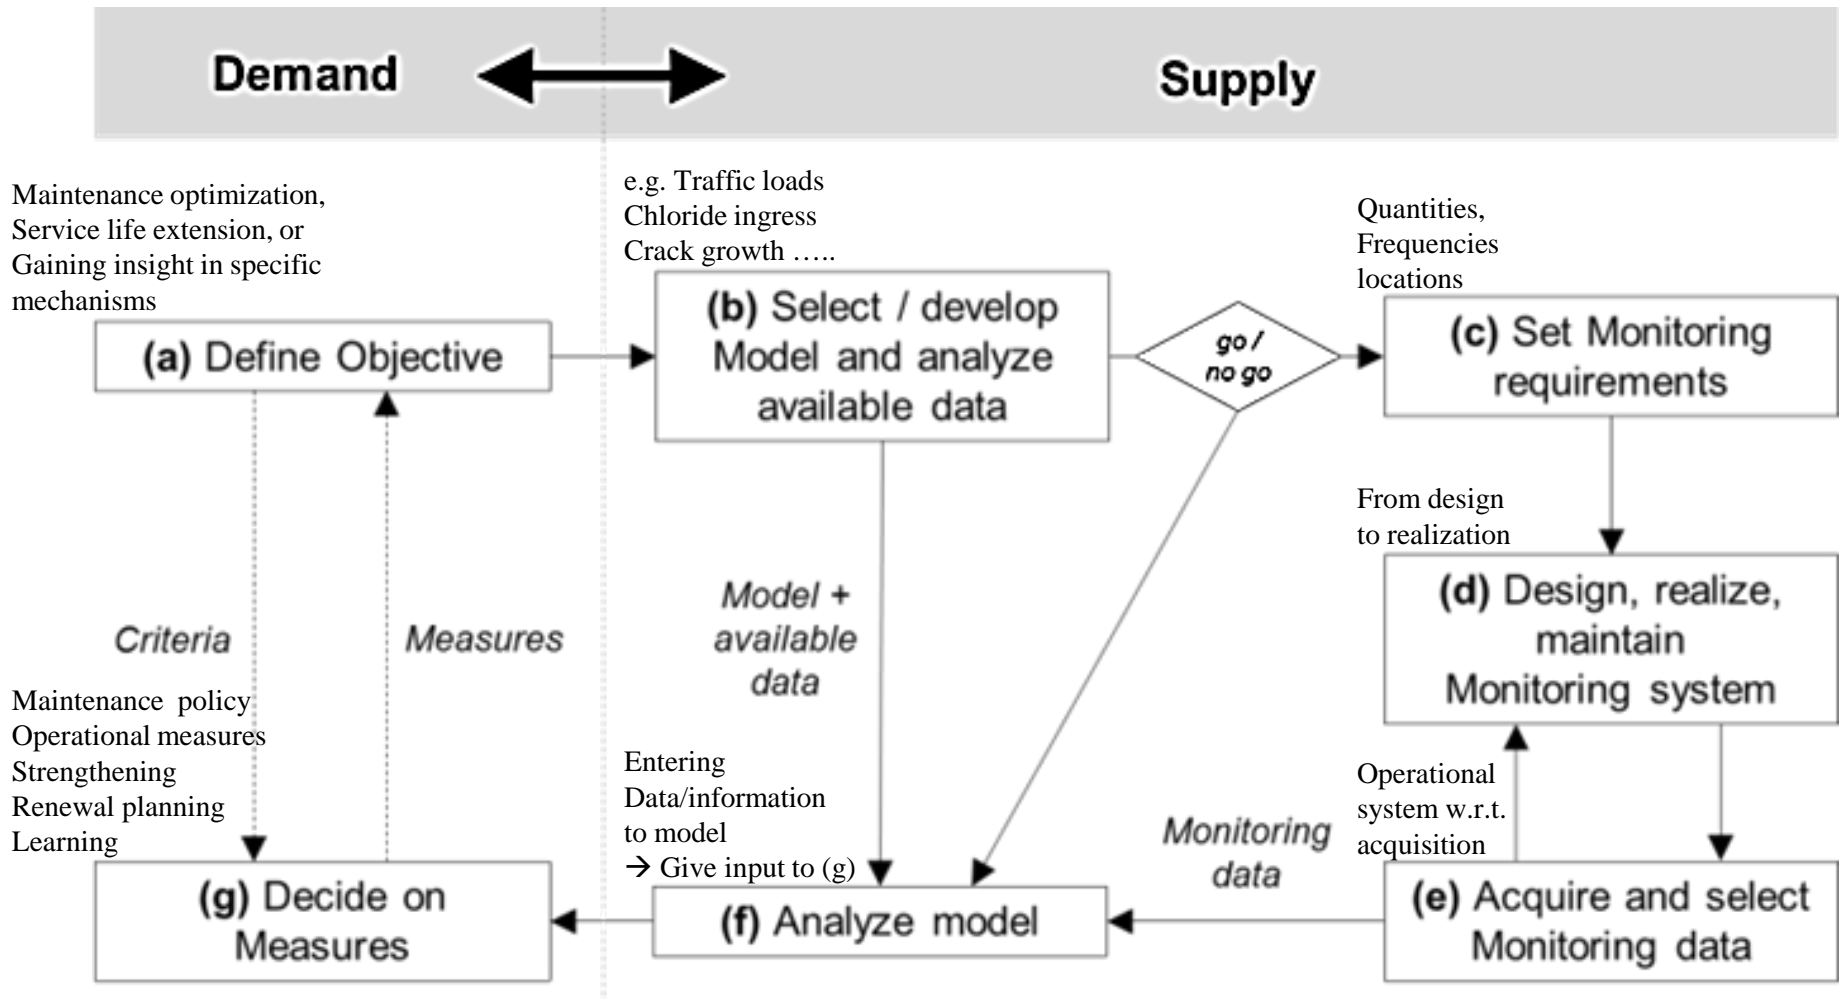 Demand
Supply
Maintenance optimization,
Service life extension, or
Gaining insight in specific
mechanisms
(a) Define Objective
e.g. Traffic loads
Chloride ingress
Crack growth …..
(b) Select / develop
Model and analyze
available data
go /
no go
Quantities,
Frequencies
locations
(c) Set Monitoring
requirements
From design
to realization
(d) Design, realize,
maintain
Monitoring system
Criteria
Measures
Model +
available
data
Maintenance policy
Operational measures
Strengthening
Renewal planning
Learning
(g) Decide on
Measures
Entering
Data/information
to model
→ Give input to (g)
(f) Analyze model
Monitoring
data
Operational
system w.r.t.
acquisition
(e) Acquire and select
Monitoring data